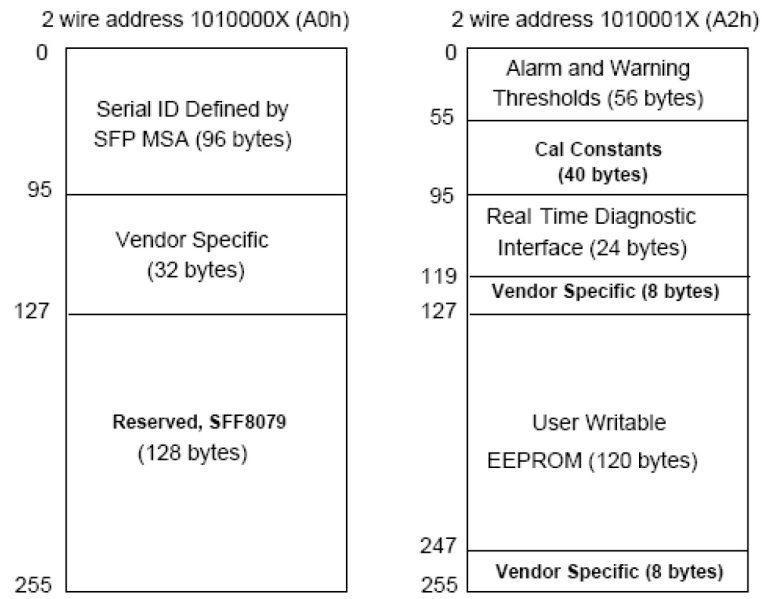 2 wire address 1010000X (A0h)
0
Serial ID Defined by
SFP MSA (96 bytes)
95
Vendor Specific
(32 bytes)
127
Reserved, SFF8079
(128 bytes)
255
2 wire address 1010001X (A2h)
0
Alarm and Warning
Thresholds (56 bytes)
55
Cal Constants
(40 bytes)
95
Real Time Diagnostic
Interface (24 bytes)
119
Vendor Specific (8 bytes)
127
User Writable
EEPROM (120 bytes)
247
Vendor Specific (8 bytes)
255